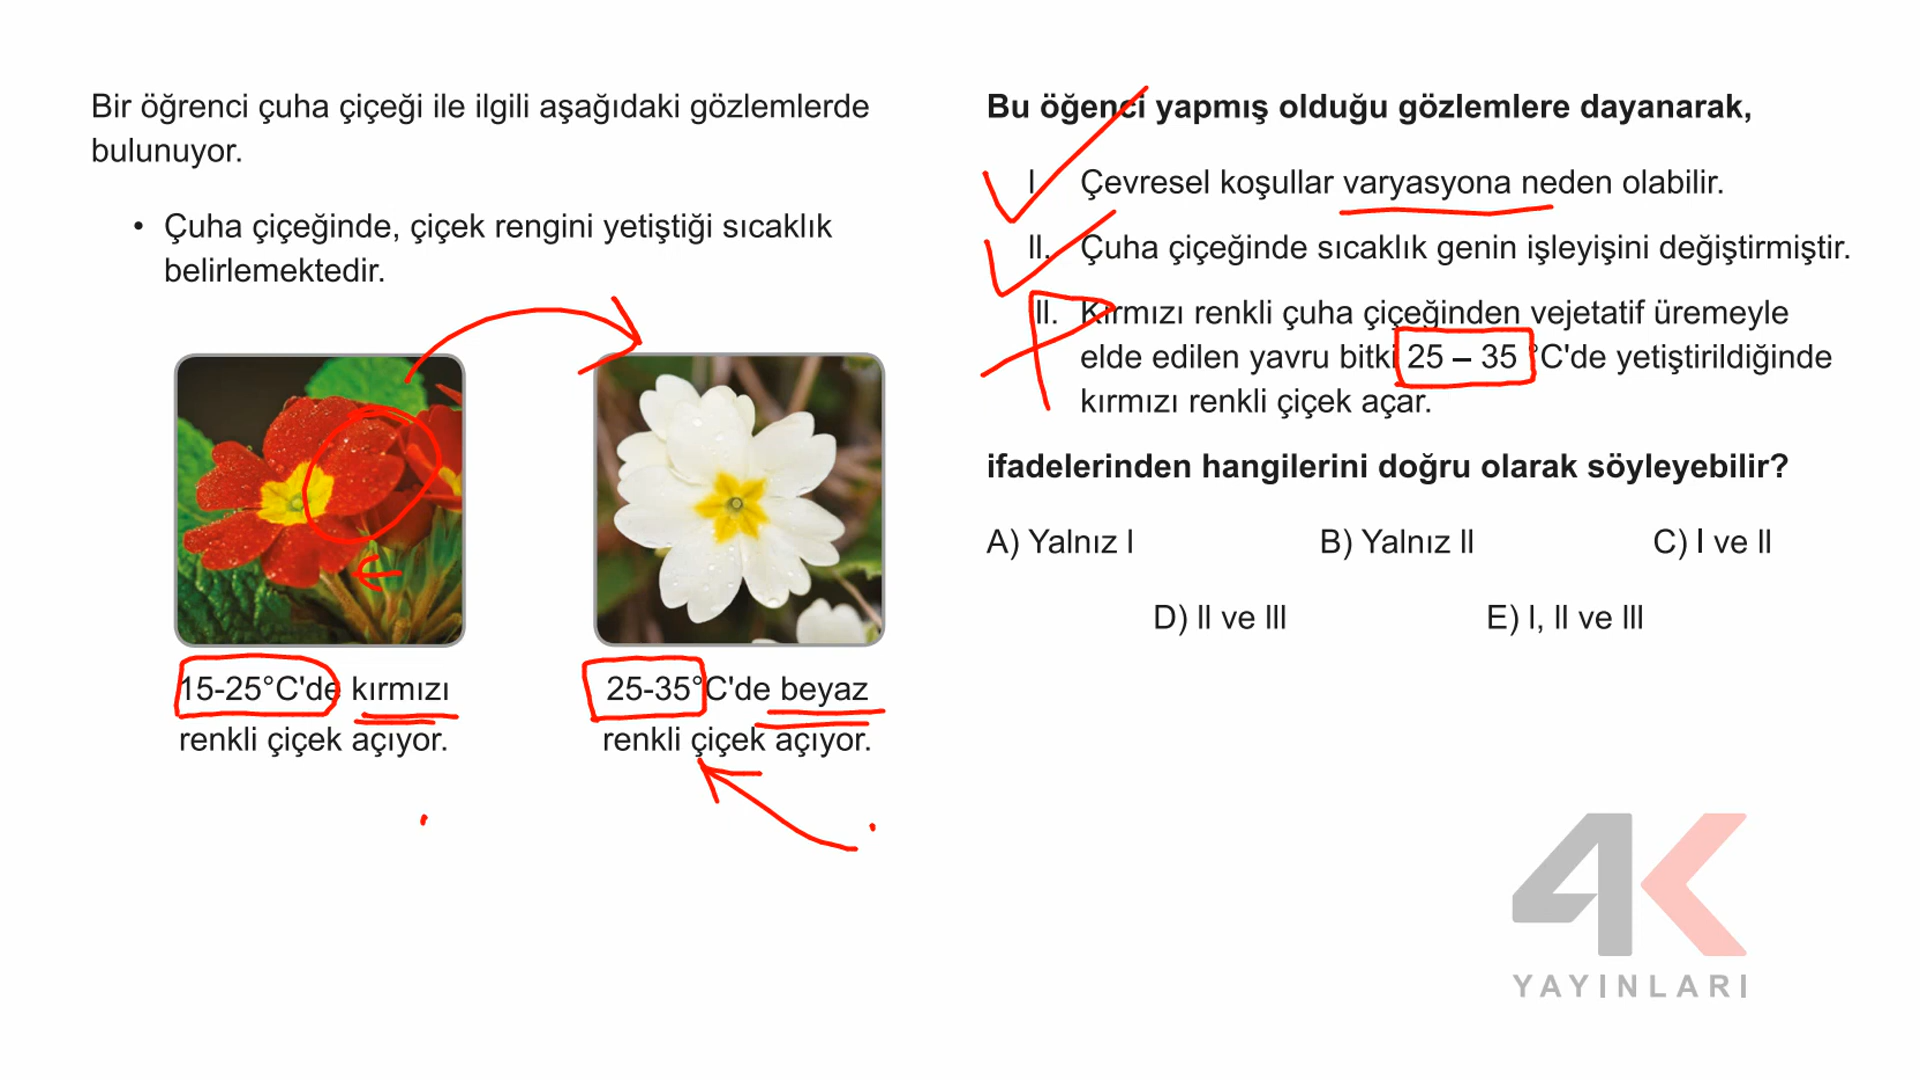 Bir öğrenci çuha çiçeği ile ilgili aşağıdaki gözlemlerde
bulunuyor.
• Çuha çiçeğinde, çiçek rengini yetiştiği sıcaklık
belirlemektedir.
15-25°C'de kırmızı
renkli çiçek açıyor.
25-35°C'de beyaz
renkli çiçek açıyor.
Bu öğenci yapmış olduğu gözlemlere dayanarak,
I Çevresel koşullar varyasyona neden olabilir.
II. Çuha çiçeğinde sıcaklık genin işleyişini değiştirmiştir.
II. Kırmızı renkli çuha çiçeğinden vejetatif üremeyle
elde edilen yavru bitki 25 – 35 °C'de yetiştirildiğinde
kırmızı renkli çiçek açar.
ifadelerinden hangilerini doğru olarak söyleyebilir?
A) Yalnız I B) Yalnız II C) I ve II
D) II ve III E) I, II ve III
4K
YAYINLARI